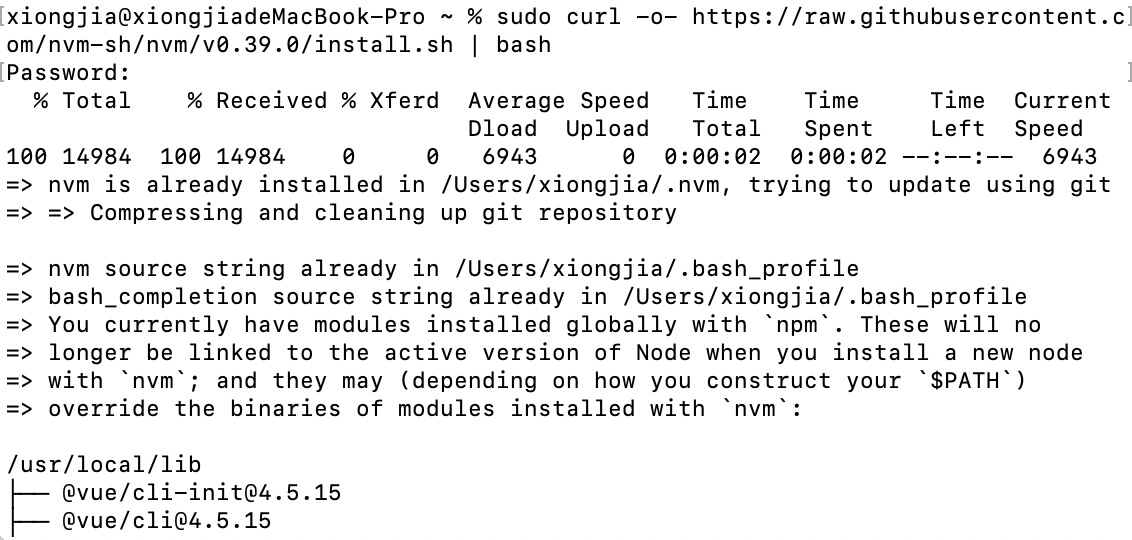 xiongjia@xiongjiadeMacBook-Pro ~ % sudo curl -o- https://raw.githubusercontent.c
om/nvm-sh/nvm/v0.39.0/install.sh | bash
Password:
  % Total    % Received % Xferd  Average Speed   Time    Time     Time  Current
                                 Dload  Upload   Total   Spent    Left  Speed
100 14984  100 14984    0     0   6943      0  0:00:02  0:00:02 --:--:--  6943
=> nvm is already installed in /Users/xiongjia/.nvm, trying to update using git
=> => Compressing and cleaning up git repository

=> nvm source string already in /Users/xiongjia/.bash_profile
=> bash_completion source string already in /Users/xiongjia/.bash_profile
=> You currently have modules installed globally with `npm`. These will no
=> longer be linked to the active version of Node when you install a new node
=> with `nvm`; and they may (depending on how you construct your `$PATH`)
=> override the binaries of modules installed with `nvm`:

/usr/local/lib
├── @vue/cli-init@4.5.15
├── @vue/cli@4.5.15